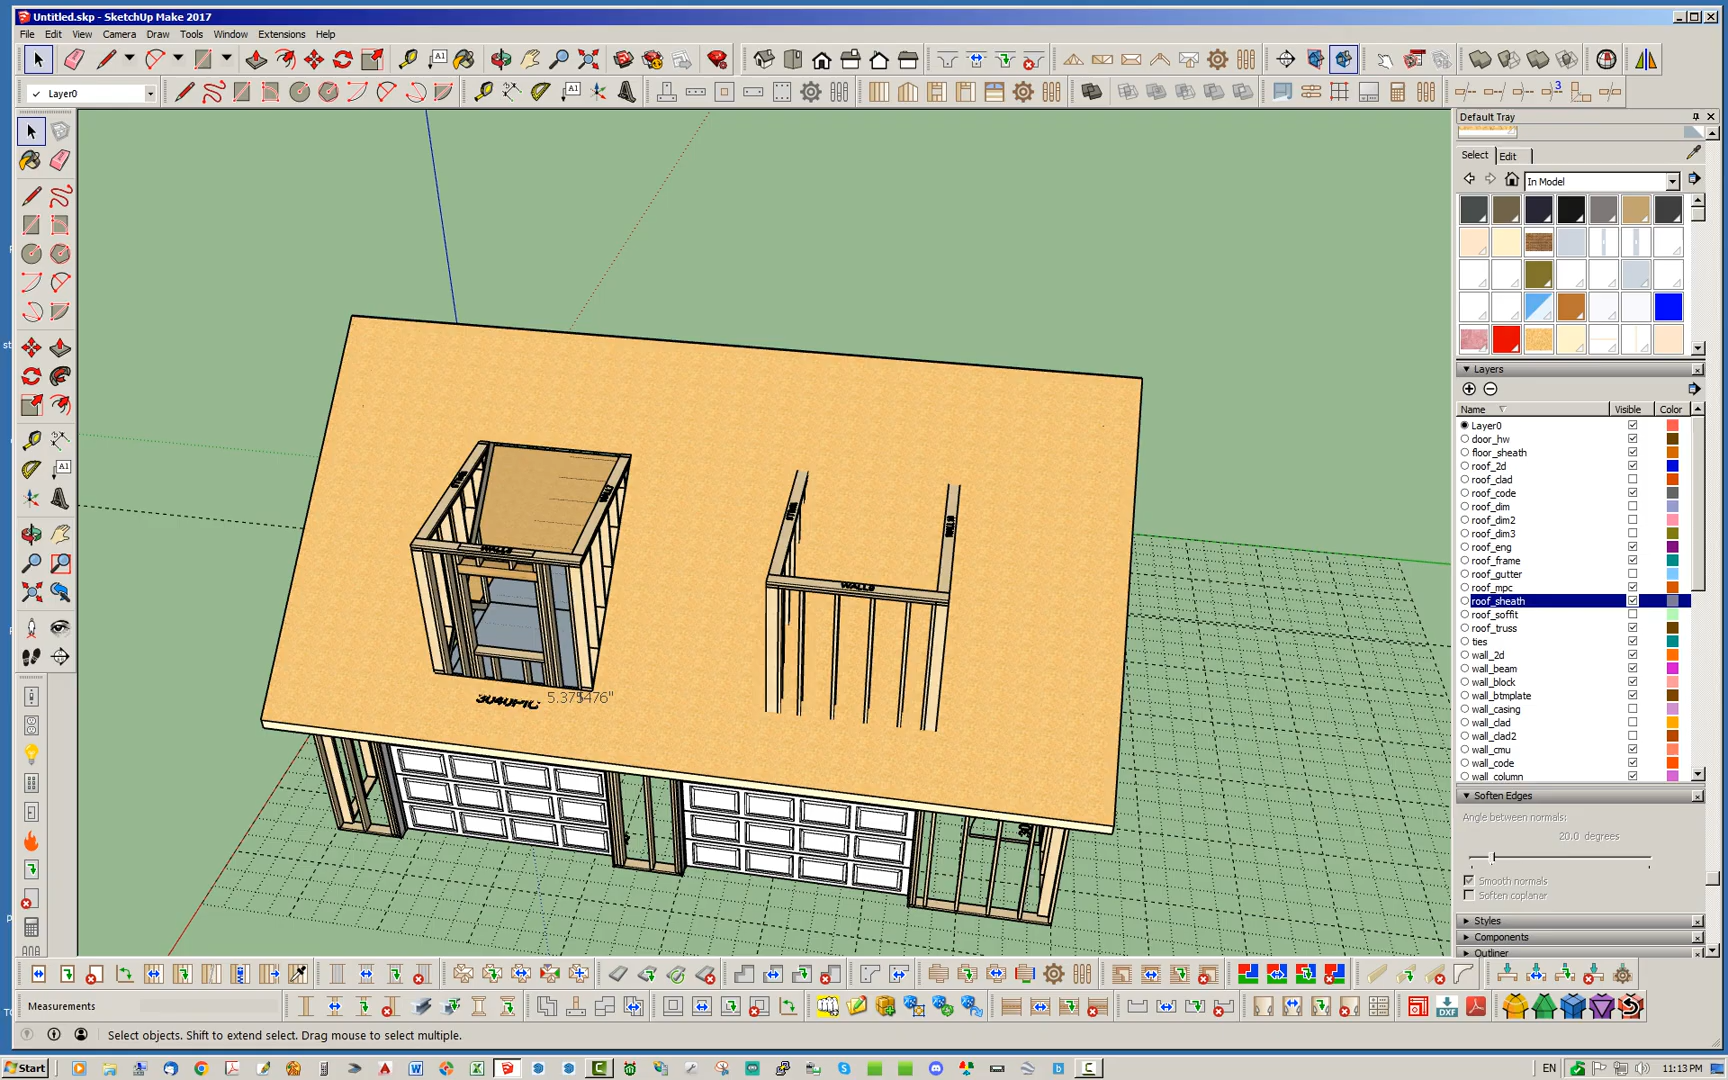 Untitled.skp - SketchUp Make 2017
File Edit View Camera Draw Tools Window Extensions Help
Layer0
Default Tray
Select Edit
In Model
Layers
Name Visible Color
Layer0
door_hw
floor_sheath
roof_2d
roof_clad
roof_code
roof_dim
roof_dim2
roof_dim3
roof_eng
roof_frame
roof_gutter
roof_mpc
roof_sheath
roof_soffit
roof_truss
ties
wall_2d
wall_beam
wall_block
wall_btmplate
wall_casing
wall_clad
wall_clad2
wall_cmu
wall_code
wall_column
Soften Edges
Angle between normals:
20.0 degrees
Smooth normals
Soften coplanar
Styles
Components
Outliner
WALL5
WALL9
3040FIC 5.375476"
Measurements
Select objects. Shift to extend select. Drag mouse to select multiple.
Start
EN
11:13 PM